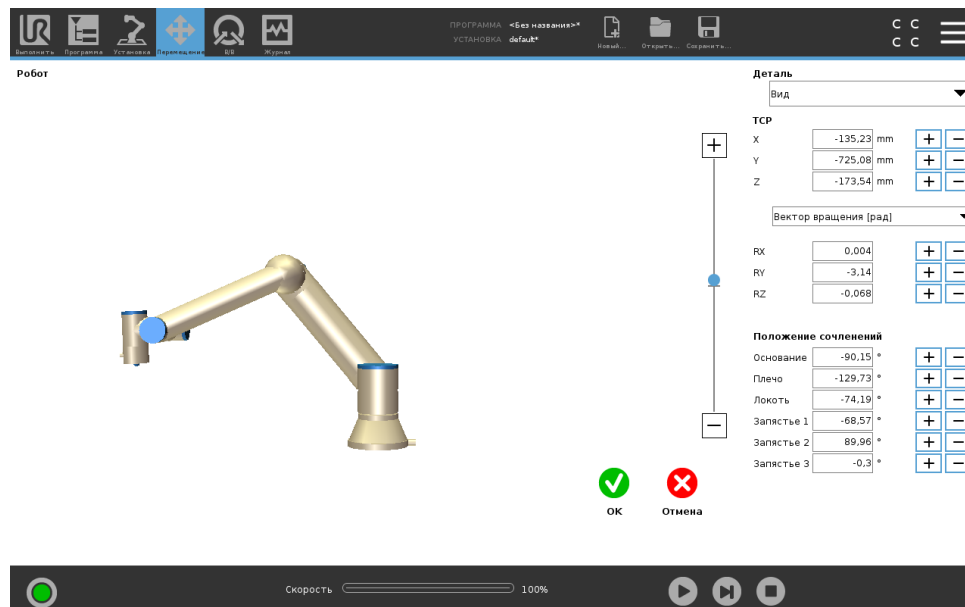 UR
Выполнить Программа Установка Перемещение В/В Журнал
ПРОГРАММА <Без названия>*
УСТАНОВКА default*
Новый... Открыть... Сохранить...
C C
C C
Робот
Деталь
Вид
TCP
X -135,23 mm + −
Y -725,08 mm + −
Z -173,54 mm + −
Вектор вращения [рад]
RX 0,004 + −
RY -3,14 + −
RZ -0,068 + −
Положение сочленений
Основание -90,15 ° + −
Плечо -129,73 ° + −
Локоть -74,19 ° + −
Запястье 1 -68,57 ° + −
Запястье 2 89,96 ° + −
Запястье 3 -0,3 ° + −
+
−
OK Отмена
Скорость 100%